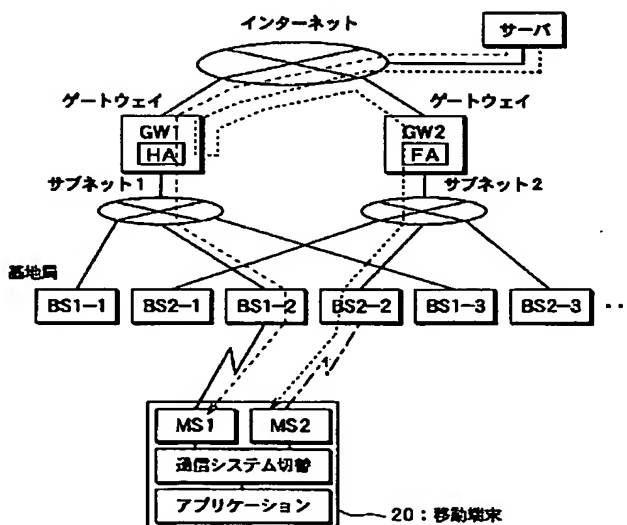 インターネット
サーバ
ゲートウェイ
ゲートウェイ
GW1
GW2
HA
FA
サブネット1
サブネット2
基地局
BS1-1
BS2-1
BS1-2
BS2-2
BS1-3
BS2-3
‥
MS1
MS2
通信システム切替
アプリケーション
20:移動端末